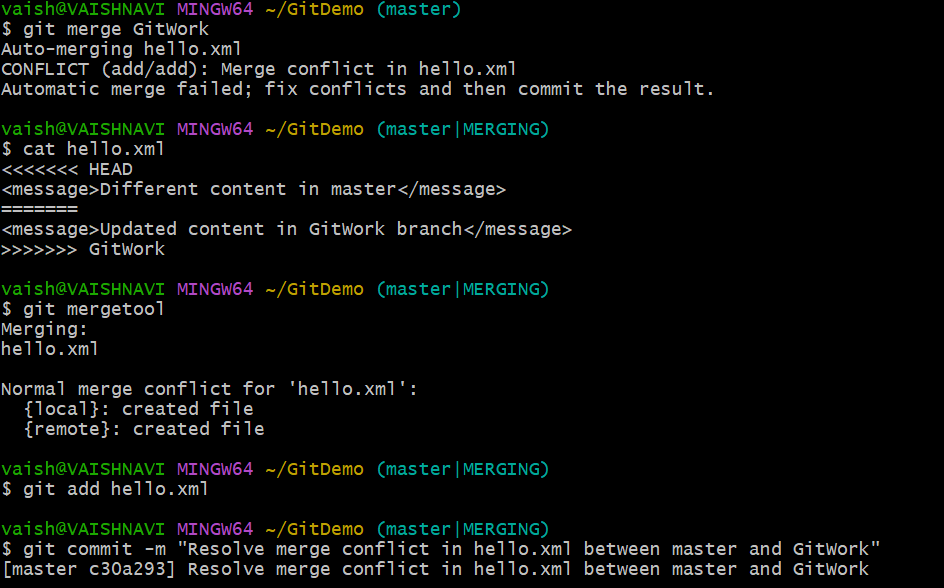 vaish@VAISHNAVI MINGW64 ~/GitDemo (master)
$ git merge GitWork
Auto-merging hello.xml
CONFLICT (add/add): Merge conflict in hello.xml
Automatic merge failed; fix conflicts and then commit the result.
vaish@VAISHNAVI MINGW64 ~/GitDemo (master|MERGING)
$ cat hello.xml
<<<<<<< HEAD
<message>Different content in master</message>
=======
<message>Updated content in GitWork branch</message>
>>>>>>> GitWork
vaish@VAISHNAVI MINGW64 ~/GitDemo (master|MERGING)
$ git mergetool
Merging:
hello.xml
Normal merge conflict for 'hello.xml':
  {local}: created file
  {remote}: created file
vaish@VAISHNAVI MINGW64 ~/GitDemo (master|MERGING)
$ git add hello.xml
vaish@VAISHNAVI MINGW64 ~/GitDemo (master|MERGING)
$ git commit -m "Resolve merge conflict in hello.xml between master and GitWork"
[master c30a293] Resolve merge conflict in hello.xml between master and GitWork